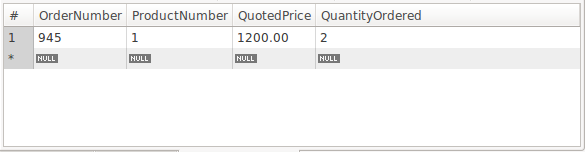 # OrderNumber ProductNumber QuotedPrice QuantityOrdered
1 945 1 1200.00 2
* NULL NULL NULL NULL